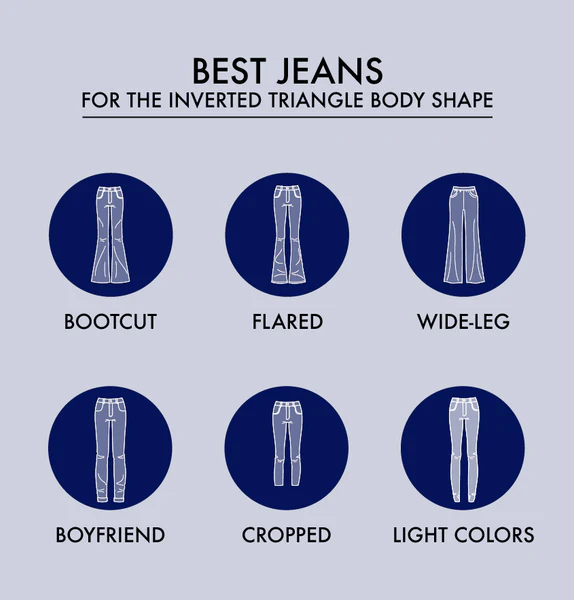 BEST JEANS
FOR THE INVERTED TRIANGLE BODY SHAPE
BOOTCUT
FLARED
WIDE-LEG
BOYFRIEND
CROPPED
LIGHT COLORS